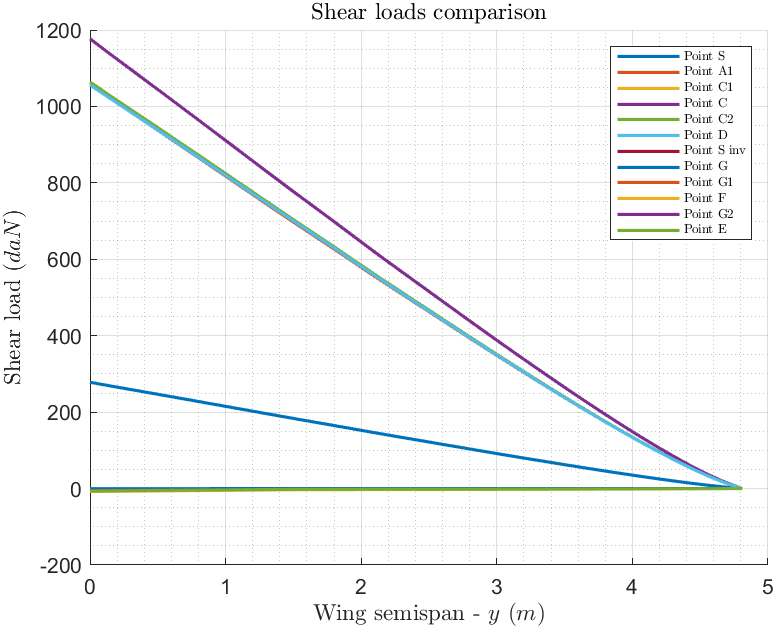 Shear loads comparison
1200
1000
800
600
400
200
0
-200
Shear load (daN)
Point S
Point A1
Point C1
Point C
Point C2
Point D
Point S inv
Point G
Point G1
Point F
Point G2
Point E
0 1 2 3 4 5
Wing semispan - y (m)